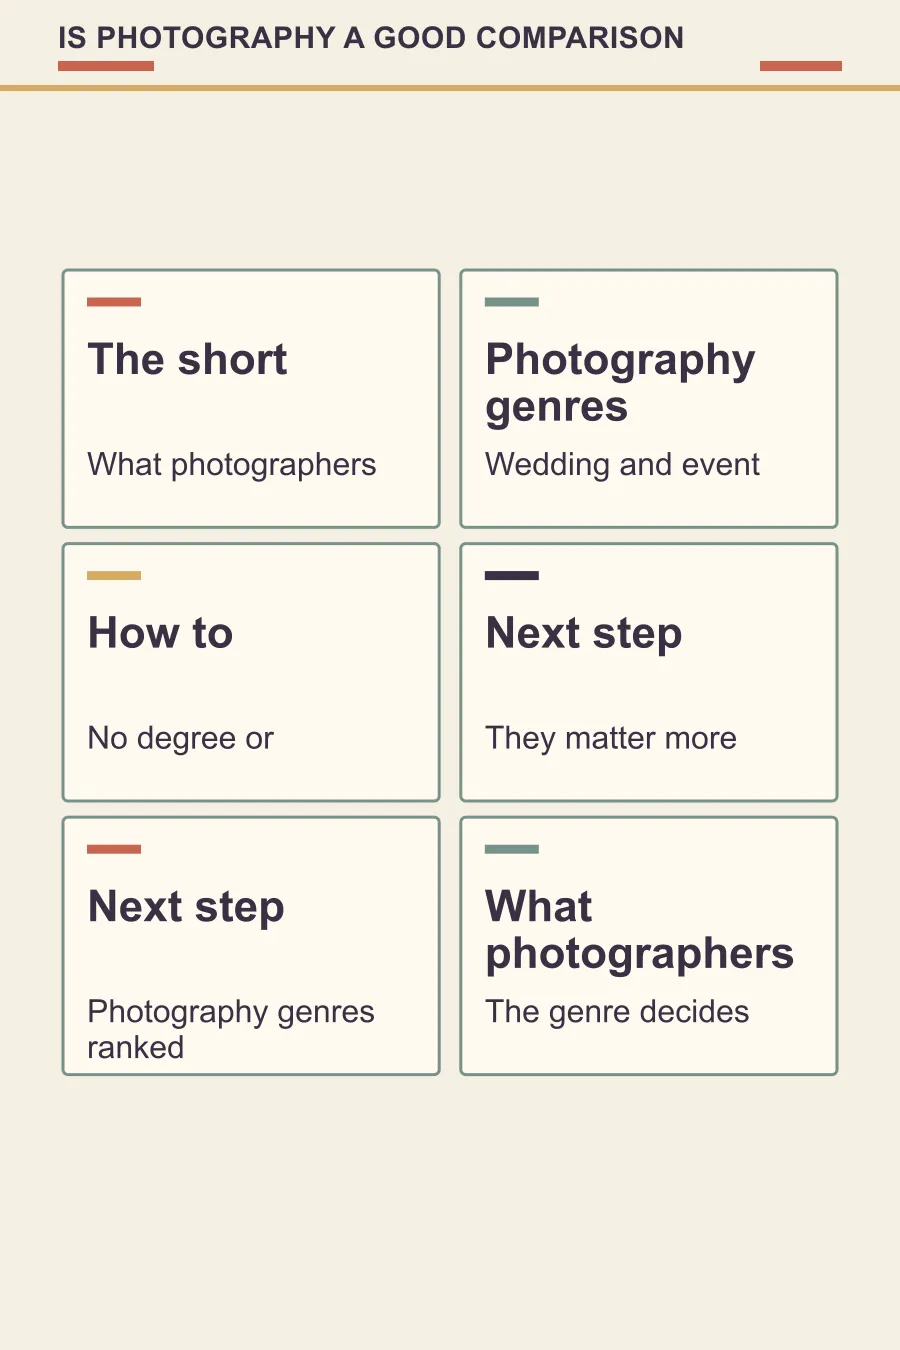 IS PHOTOGRAPHY A GOOD COMPARISON
The short
What photographers
Photography
genres
Wedding and event
How to
No degree or
Next step
They matter more
Next step
Photography genres
ranked
What
photographers
The genre decides